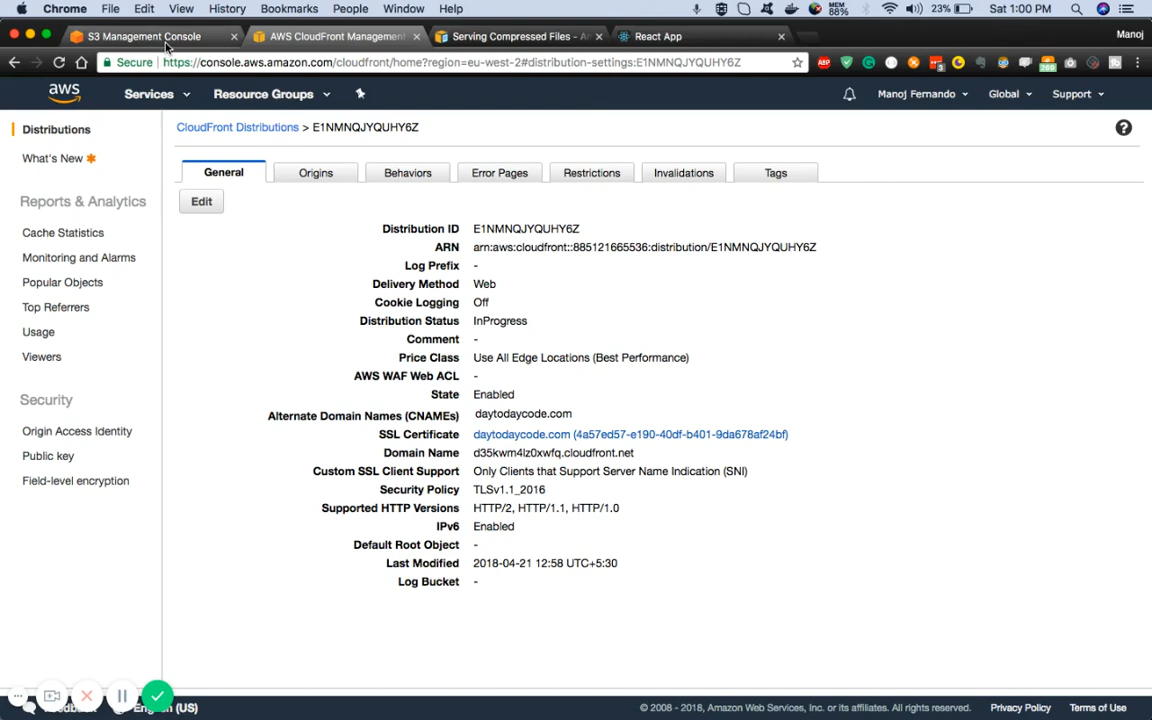 Chrome File Edit View History Bookmarks People Window Help MEM 88% 23% Sat 1:00 PM
S3 Management Console AWS CloudFront Management Serving Compressed Files - Am React App Manoj
Secure https://console.aws.amazon.com/cloudfront/home?region=eu-west-2#distribution-settings:E1NMNQJYQUHY6Z
aws Services Resource Groups Manoj Fernando Global Support
Distributions
What's New
Reports & Analytics
Cache Statistics
Monitoring and Alarms
Popular Objects
Top Referrers
Usage
Viewers
Security
Origin Access Identity
Public key
Field-level encryption
CloudFront Distributions > E1NMNQJYQUHY6Z
General Origins Behaviors Error Pages Restrictions Invalidations Tags
Edit
Distribution ID E1NMNQJYQUHY6Z
ARN arn:aws:cloudfront::885121665536:distribution/E1NMNQJYQUHY6Z
Log Prefix -
Delivery Method Web
Cookie Logging Off
Distribution Status InProgress
Comment -
Price Class Use All Edge Locations (Best Performance)
AWS WAF Web ACL -
State Enabled
Alternate Domain Names (CNAMEs) daytodaycode.com
SSL Certificate daytodaycode.com (4a57ed57-e190-40df-b401-9da678af24bf)
Domain Name d35kwm4lz0xwfq.cloudfront.net
Custom SSL Client Support Only Clients that Support Server Name Indication (SNI)
Security Policy TLSv1.1_2016
Supported HTTP Versions HTTP/2, HTTP/1.1, HTTP/1.0
IPv6 Enabled
Default Root Object -
Last Modified 2018-04-21 12:58 UTC+5:30
Log Bucket -
English (US) © 2008 - 2018, Amazon Web Services, Inc. or its affiliates. All rights reserved. Privacy Policy Terms of Use